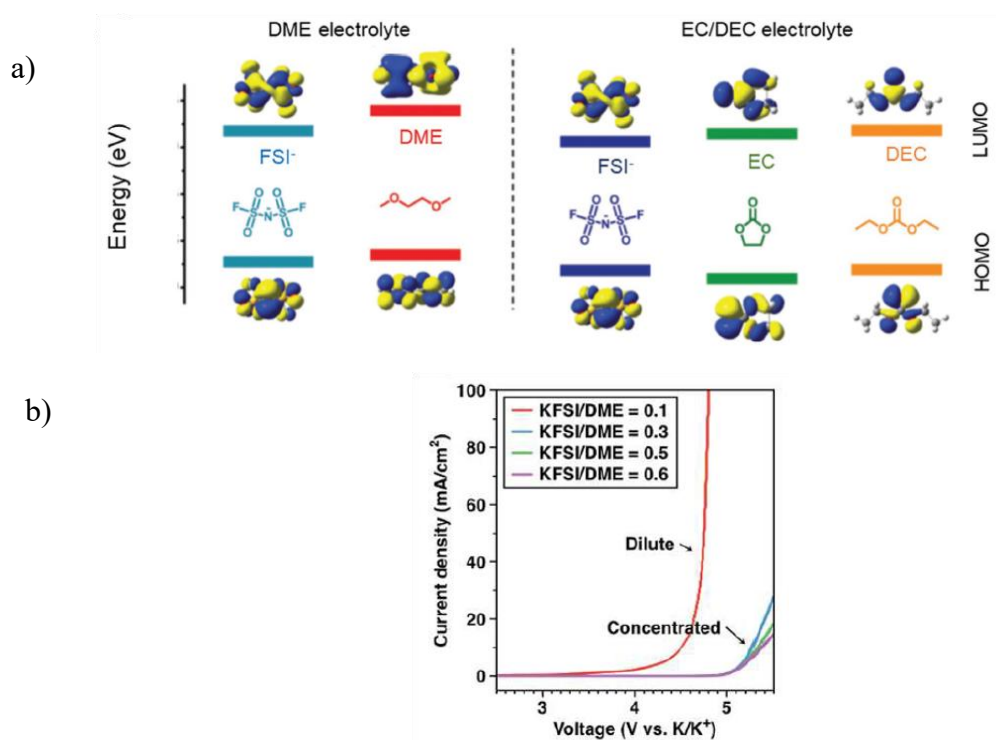 a)
DME electrolyte
EC/DEC electrolyte
Energy (eV)
FSI-
DME
FSI-
EC
DEC
LUMO
F
O
O
S
N
-
S
O
O
F
O
O
F
O
O
S
N
-
S
O
O
F
O
O
O
O
O
O
HOMO
b)
Current density (mA/cm²)
100
80
60
40
20
0
KFSI/DME = 0.1
KFSI/DME = 0.3
KFSI/DME = 0.5
KFSI/DME = 0.6
Dilute
Concentrated
3
4
5
Voltage (V vs. K/K⁺)